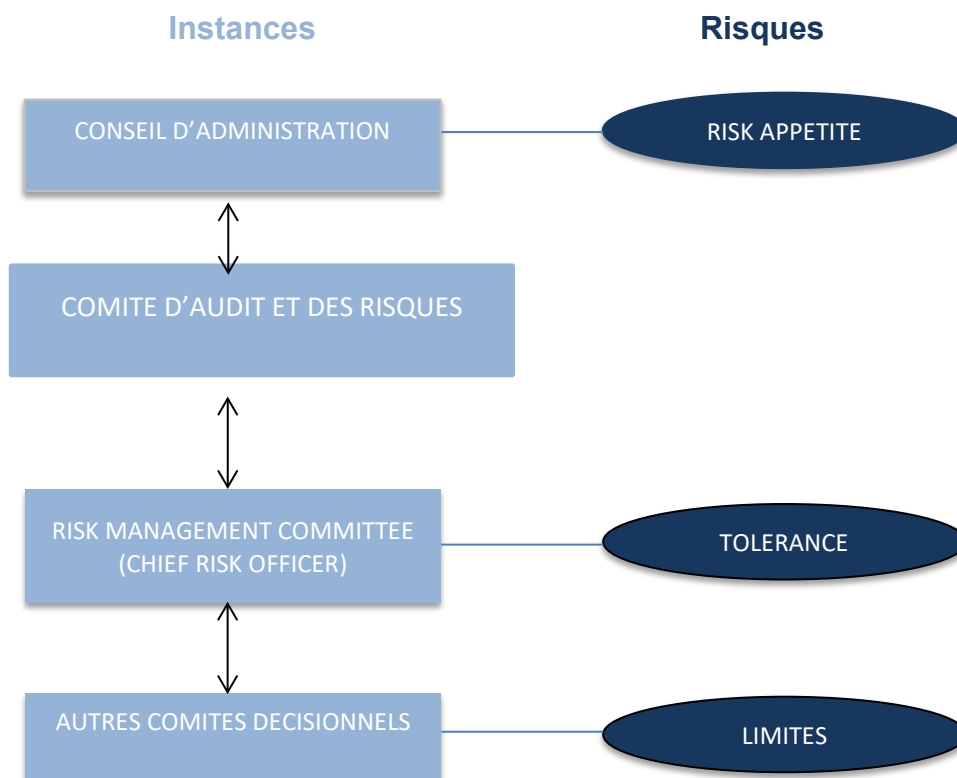 Instances
Risques
CONSEIL D’ADMINISTRATION
RISK APPETITE
COMITE D’AUDIT ET DES RISQUES
RISK MANAGEMENT COMMITTEE
(CHIEF RISK OFFICER)
TOLERANCE
AUTRES COMITES DECISIONNELS
LIMITES